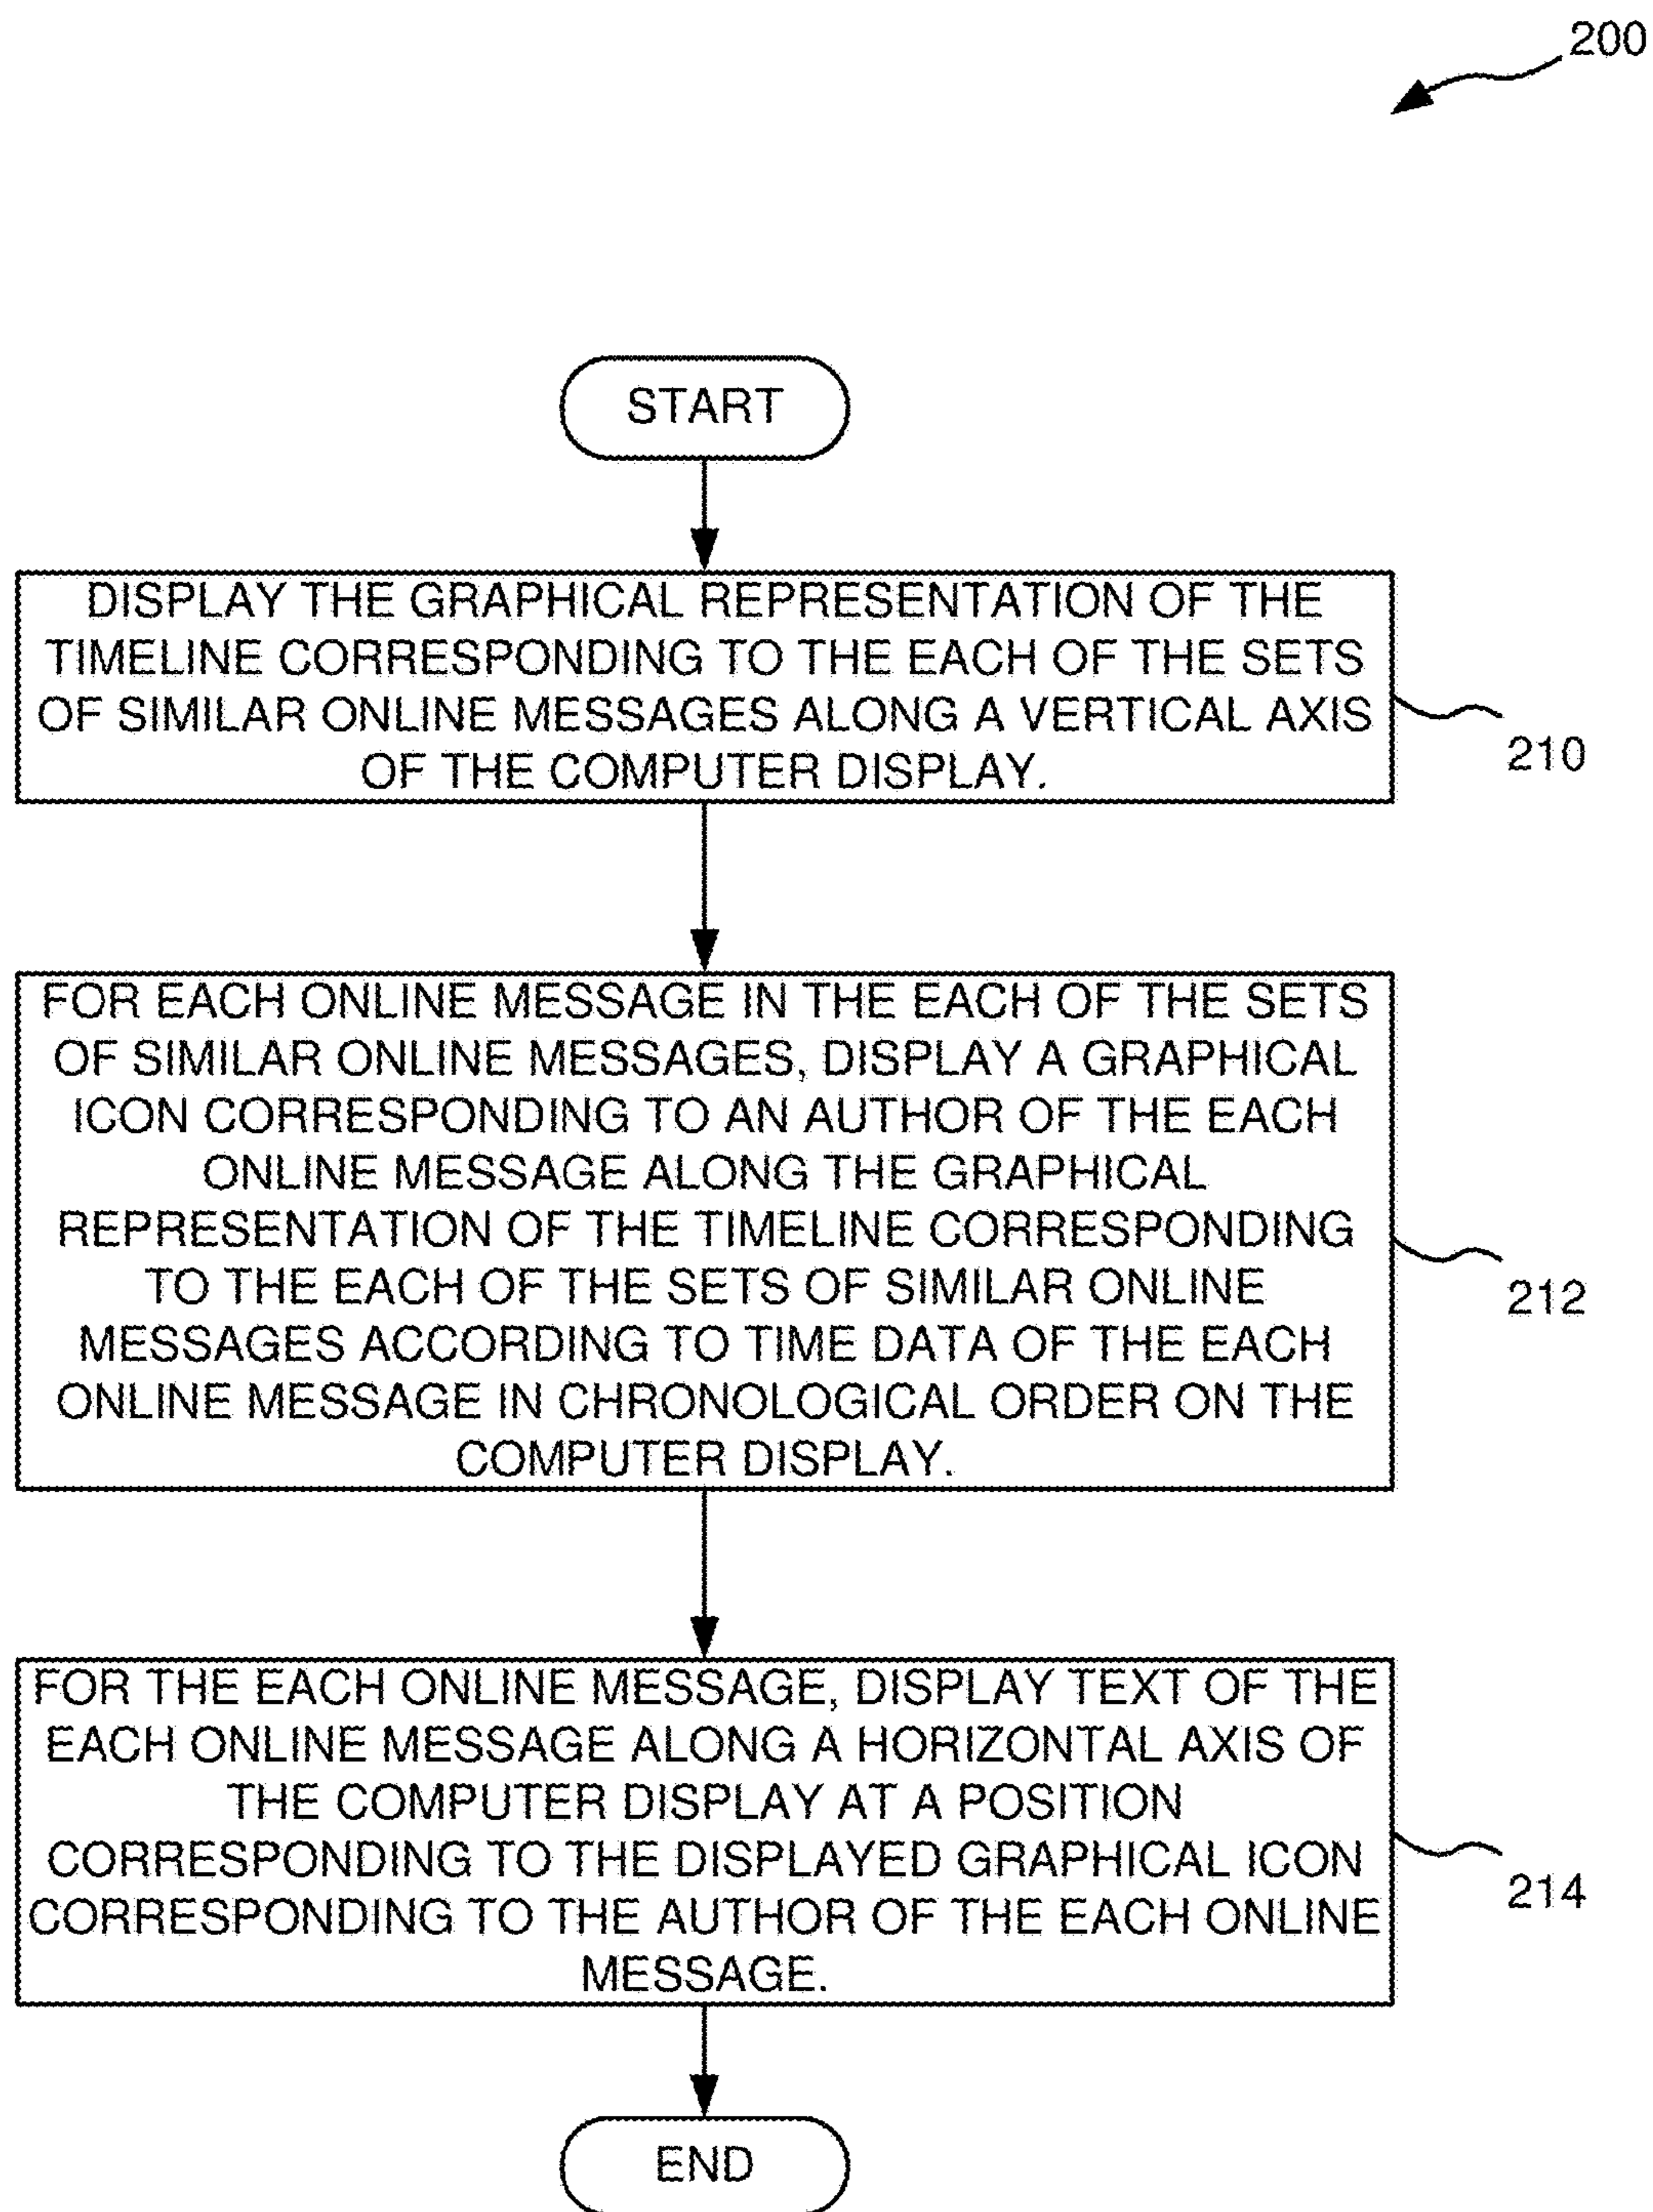 200
START
DISPLAY THE GRAPHICAL REPRESENTATION OF THE
TIMELINE CORRESPONDING TO THE EACH OF THE SETS
OF SIMILAR ONLINE MESSAGES ALONG A VERTICAL AXIS
OF THE COMPUTER DISPLAY.
210
FOR EACH ONLINE MESSAGE IN THE EACH OF THE SETS
OF SIMILAR ONLINE MESSAGES, DISPLAY A GRAPHICAL
ICON CORRESPONDING TO AN AUTHOR OF THE EACH
ONLINE MESSAGE ALONG THE GRAPHICAL
REPRESENTATION OF THE TIMELINE CORRESPONDING
TO THE EACH OF THE SETS OF SIMILAR ONLINE
MESSAGES ACCORDING TO TIME DATA OF THE EACH
ONLINE MESSAGE IN CHRONOLOGICAL ORDER ON THE
COMPUTER DISPLAY.
212
FOR THE EACH ONLINE MESSAGE, DISPLAY TEXT OF THE
EACH ONLINE MESSAGE ALONG A HORIZONTAL AXIS OF
THE COMPUTER DISPLAY AT A POSITION
CORRESPONDING TO THE DISPLAYED GRAPHICAL ICON
CORRESPONDING TO THE AUTHOR OF THE EACH ONLINE
MESSAGE.
214
END